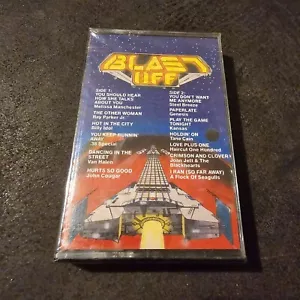 BLAST
OFF
SIDE 1:
YOU SHOULD HEAR
HOW SHE TALKS
ABOUT YOU
Melissa Manchester
THE OTHER WOMAN
Ray Parker Jr.
HOT IN THE CITY
Billy Idol
YOU KEEP RUNNIN'
AWAY
38 Special
DANCING IN THE
STREET
Van Halen
HURTS SO GOOD
John Cougar
SIDE 2:
YOU DON'T WANT
ME ANYMORE
Steel Breeze
PAPERLATE
Genesis
PLAY THE GAME
TONIGHT
Kansas
HOLDIN' ON
Tané Cain
LOVE PLUS ONE
Haircut One Hundred
CRIMSON AND CLOVER
Joan Jett & The
Blackhearts
I RAN (SO FAR AWAY)
A Flock Of Seagulls